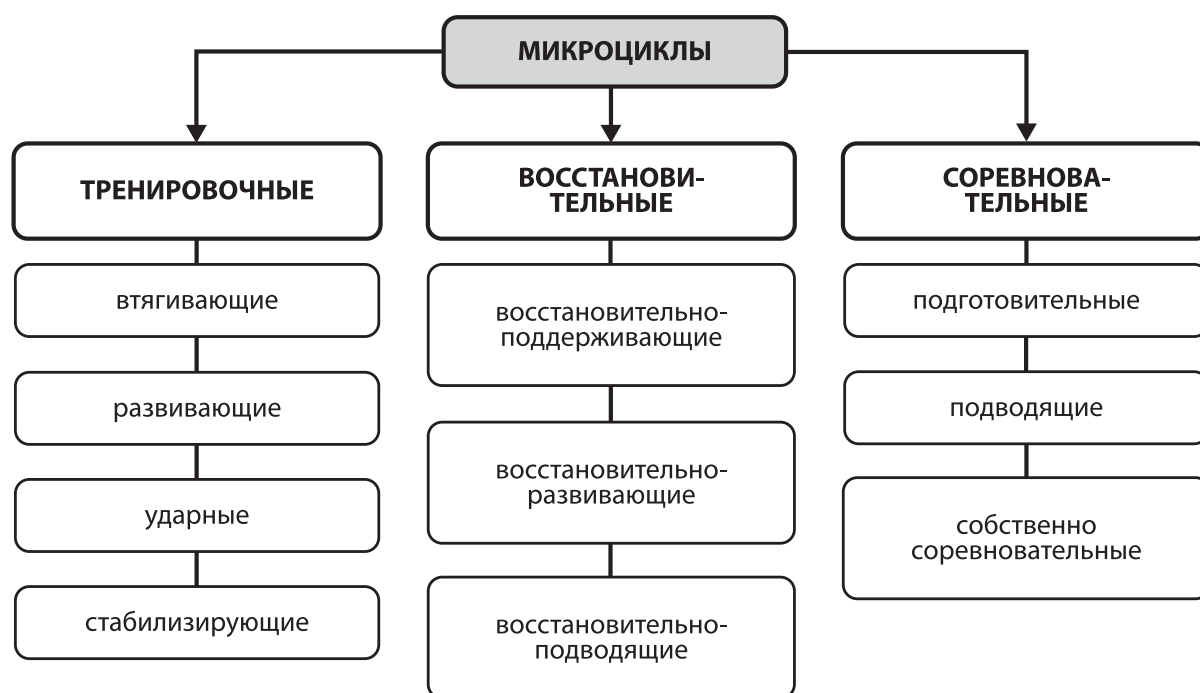 МИКРОЦИКЛЫ
ТРЕНИРОВОЧНЫЕ
втягивающие
развивающие
ударные
стабилизирующие
ВОССТАНОВИ-
ТЕЛЬНЫЕ
восстановительно-
поддерживающие
восстановительно-
развивающие
восстановительно-
подводящие
СОРЕВНОВА-
ТЕЛЬНЫЕ
подготовительные
подводящие
собственно
соревновательные